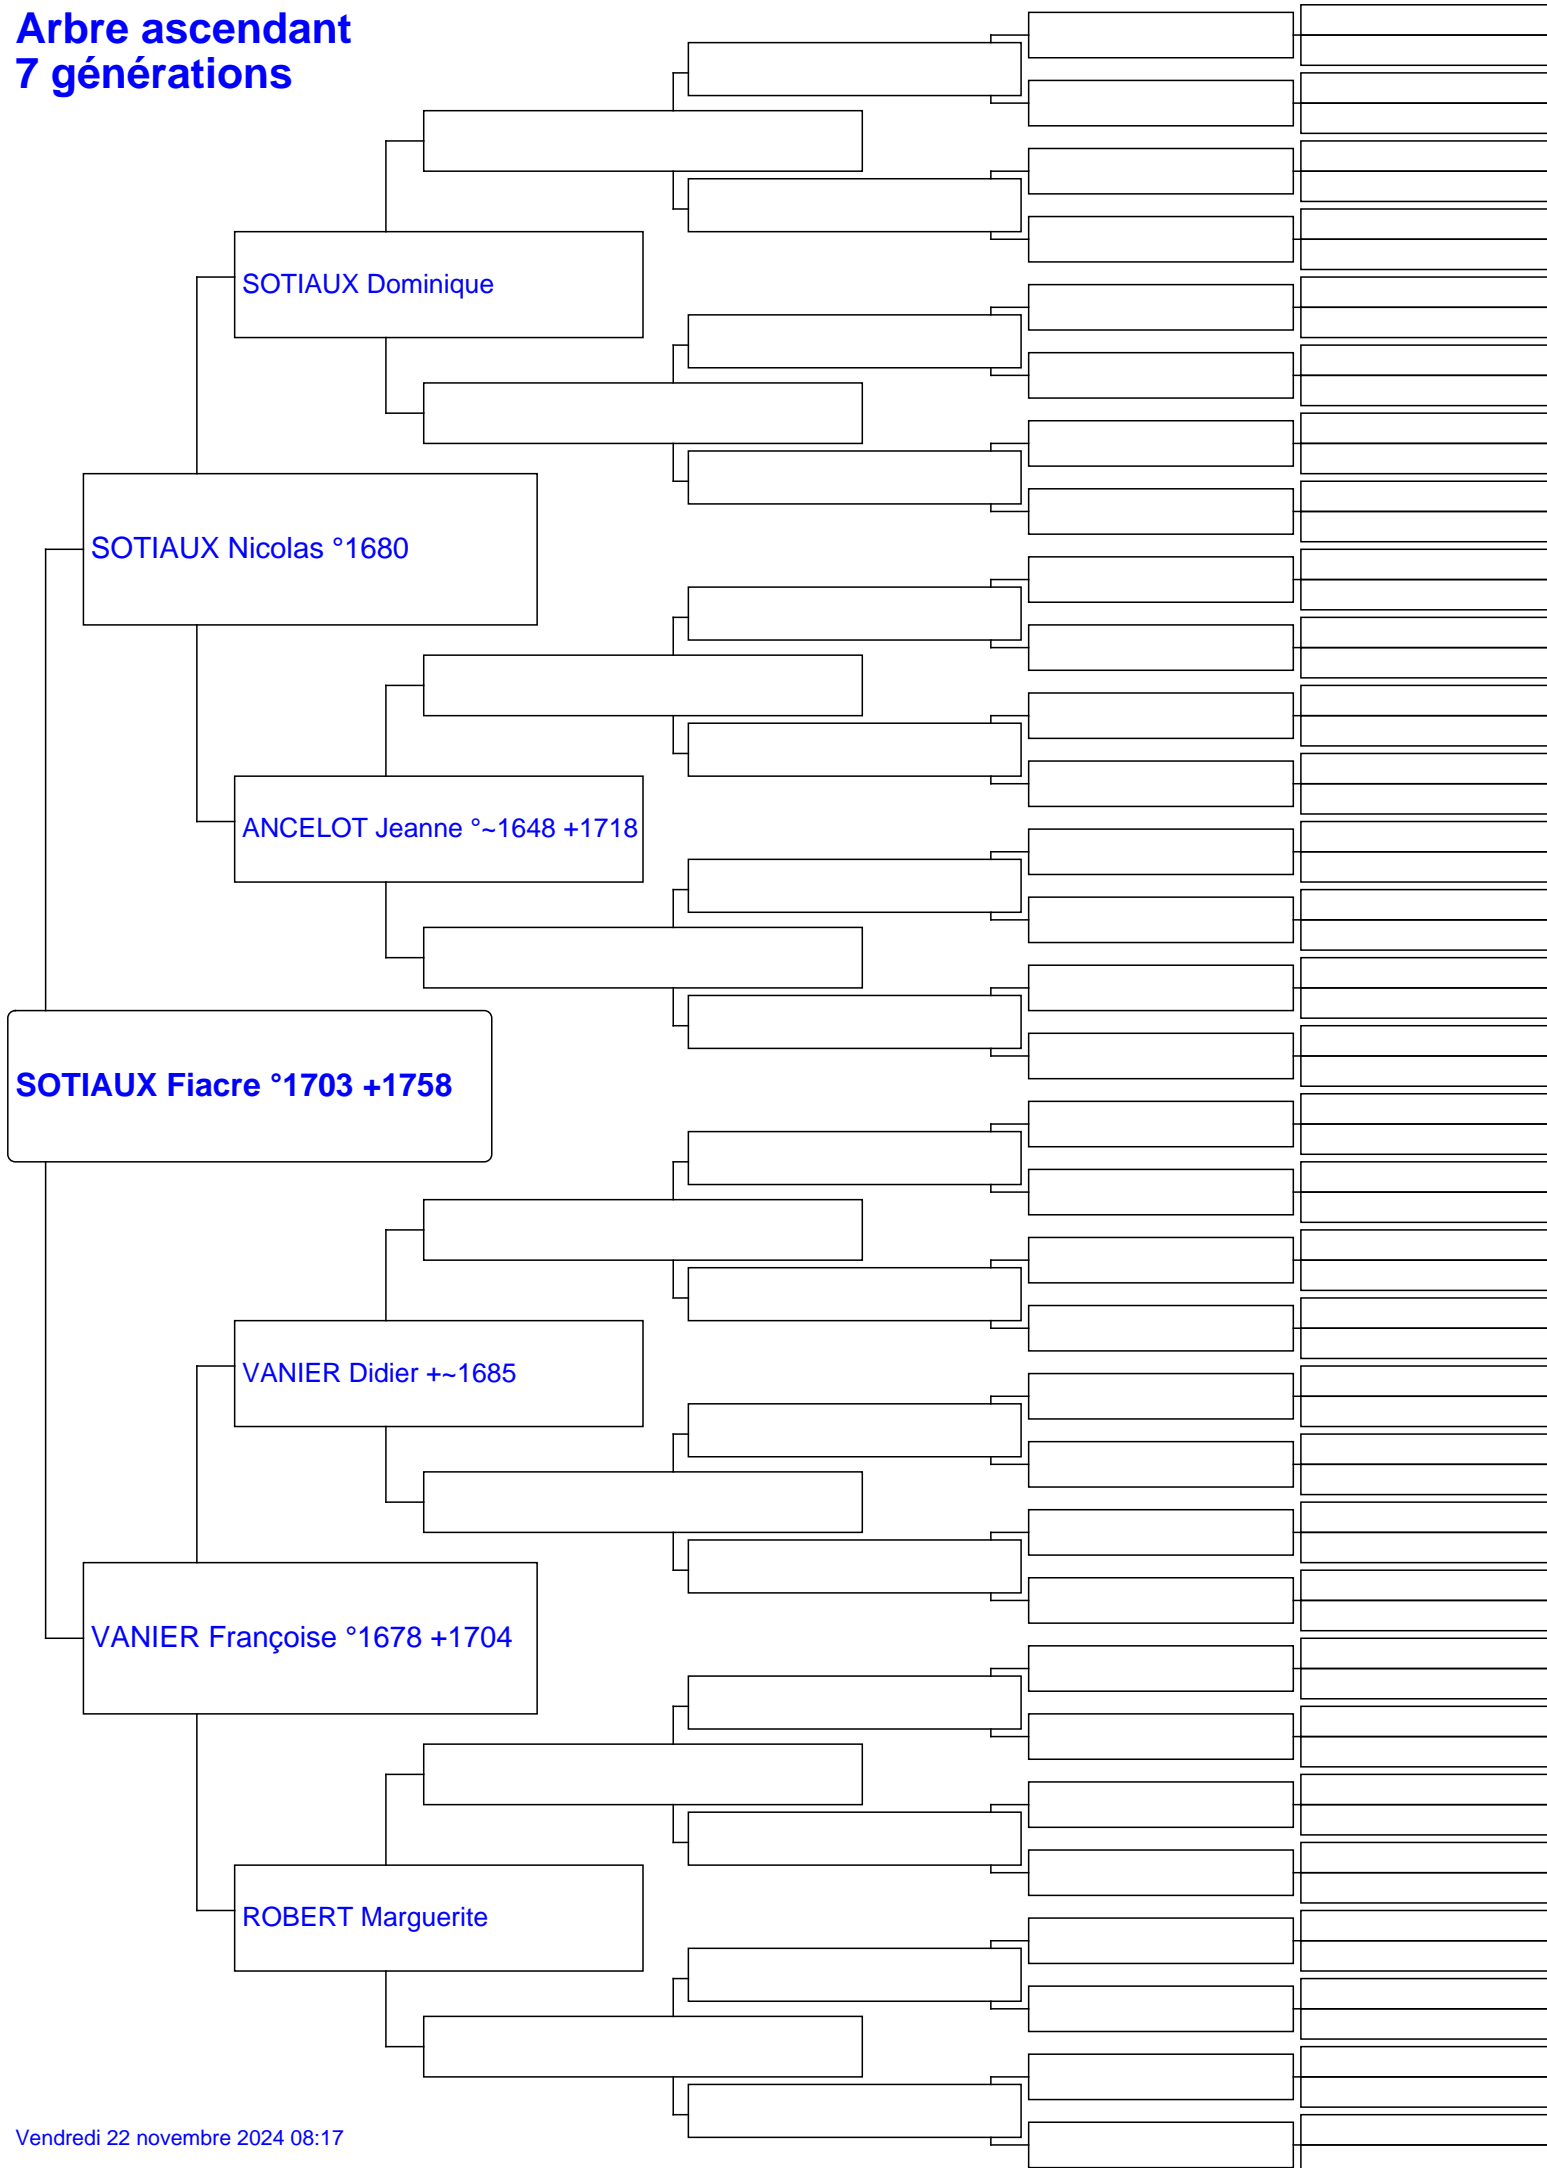 Arbre ascendant
7 générations
SOTIAUX Dominique
SOTIAUX Nicolas °1680
ANCELOT Jeanne °~1648 +1718
SOTIAUX Fiacre °1703 +1758
VANIER Didier +~1685
VANIER Françoise °1678 +1704
ROBERT Marguerite
Vendredi 22 novembre 2024 08:17